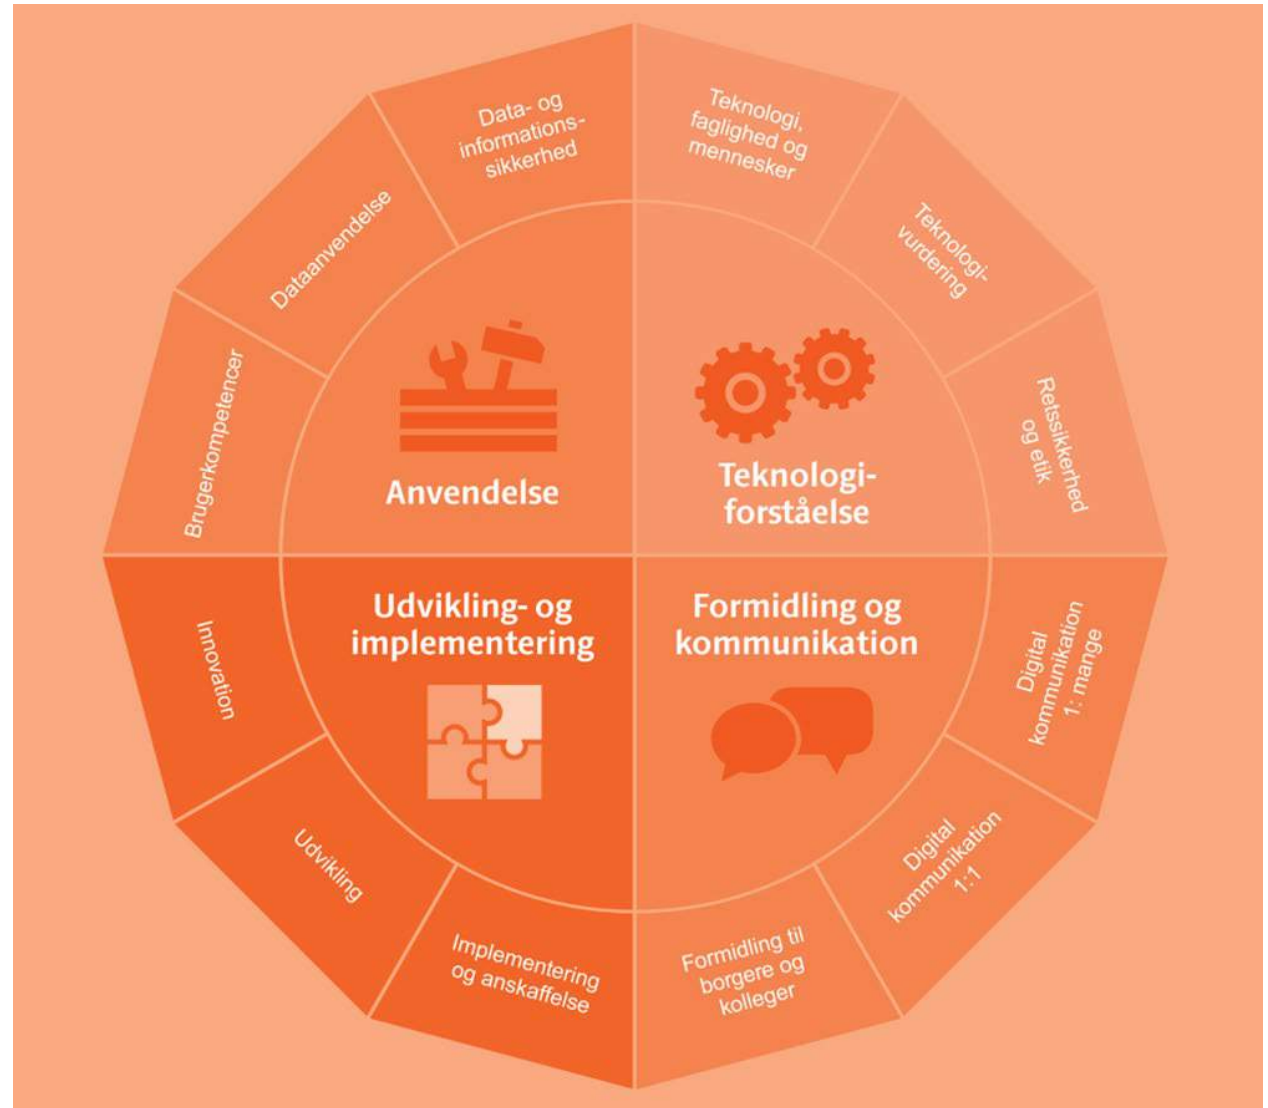 Data- og
informations-
sikkerhed
Teknologi,
faglighed og
mennesker
Dataanvendelse
Teknologi-
vurdering
Brugerkompetencer
Retssikkerhed
og etik
Anvendelse
Teknologi-
forståelse
Udvikling- og
implementering
Formidling og
kommunikation
Innovation
Digital
kommunikation
1: mange
Udvikling
Digital
kommunikation
1:1
Implementering
og anskaffelse
Formidling til
borgere og
kolleger